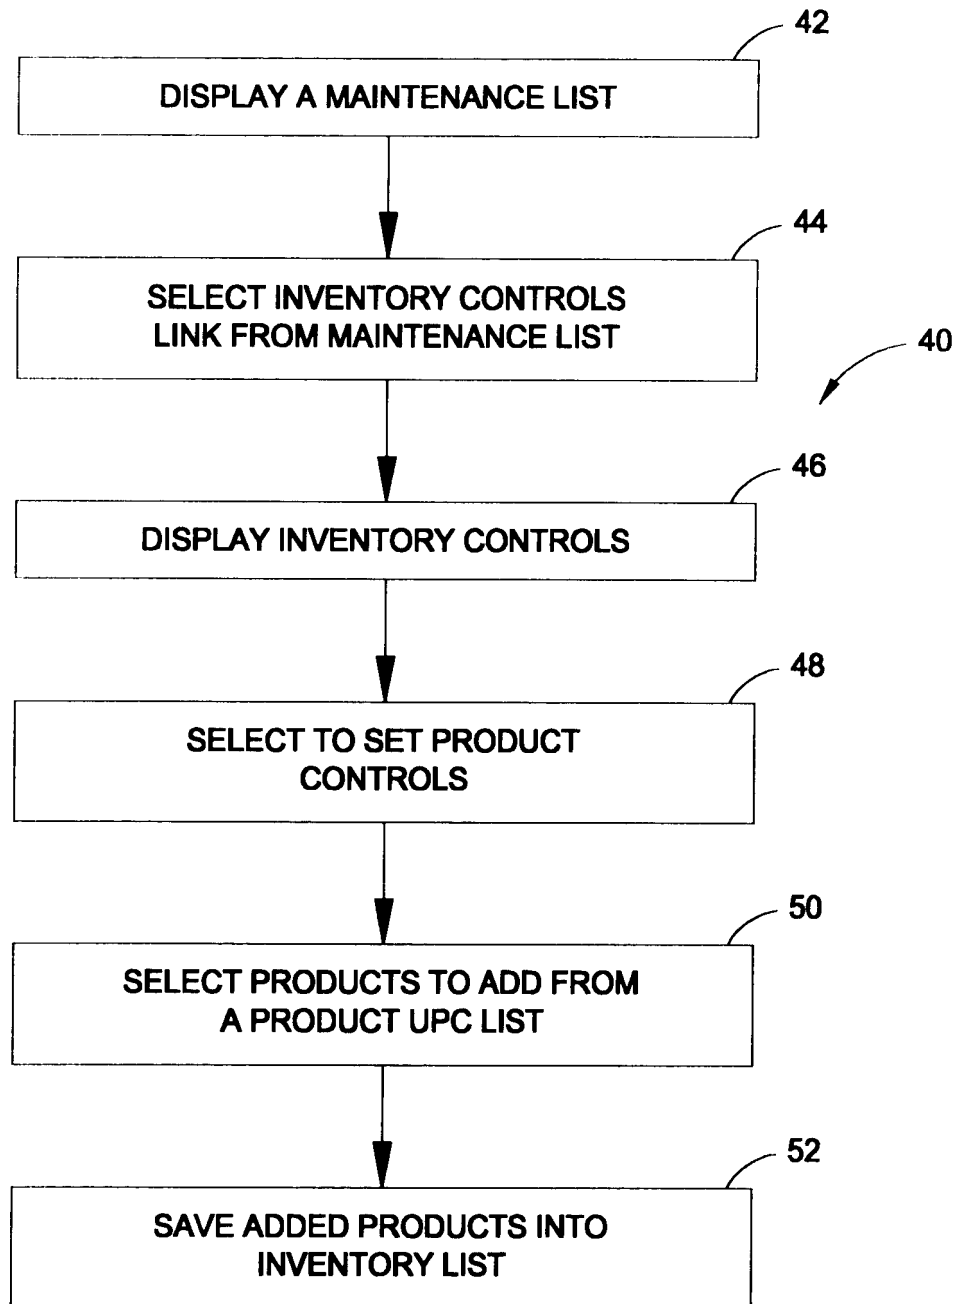 42
DISPLAY A MAINTENANCE LIST
44
SELECT INVENTORY CONTROLS
LINK FROM MAINTENANCE LIST
40
46
DISPLAY INVENTORY CONTROLS
48
SELECT TO SET PRODUCT
CONTROLS
50
SELECT PRODUCTS TO ADD FROM
A PRODUCT UPC LIST
52
SAVE ADDED PRODUCTS INTO
INVENTORY LIST